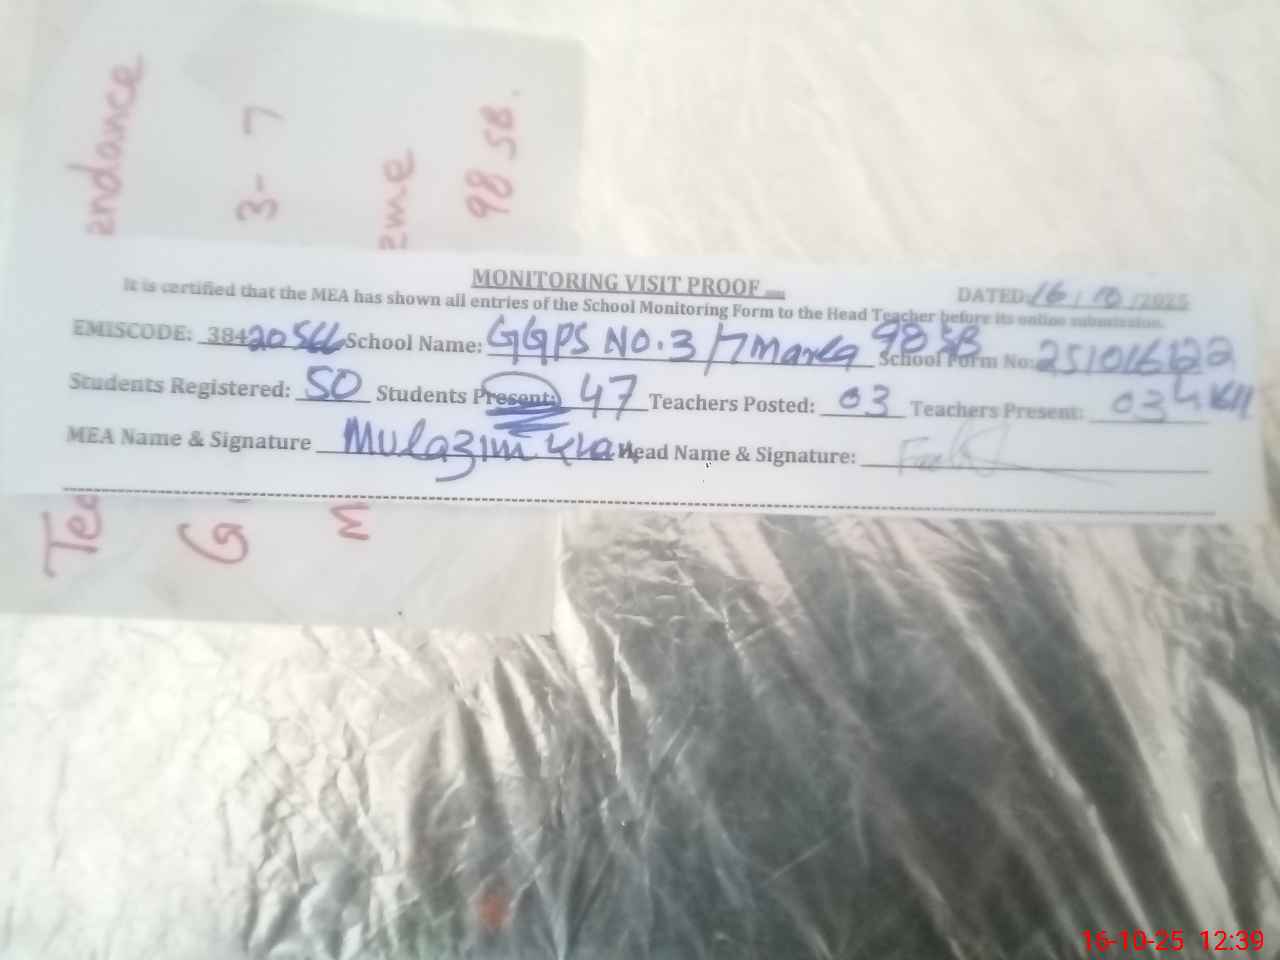 endance
3- 7
eme
98 SB.
MONITORING VISIT PROOF
DATED: 16 / 10 /2025
It is certified that the MEA has shown all entries of the School Monitoring Form to the Head Teacher before its online submission.
EMISCODE: 38420566 School Name: GGPS NO.3 /7 Marla 98 SB School Form No: 251016122
Students Registered: 50 Students Present: 47 Teachers Posted: 03 Teachers Present: 03
MEA Name & Signature Mulazim Head Name & Signature:
Tea
G
M
16-10-25 12:39